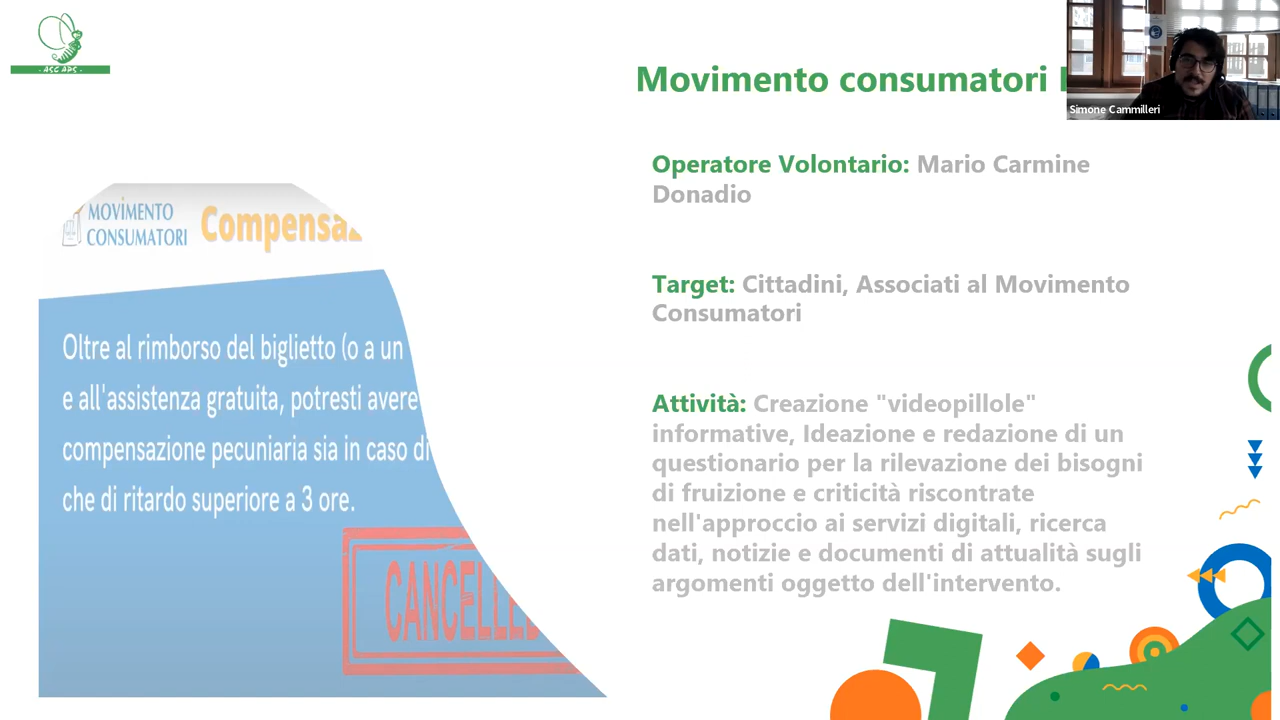 · ASC APS ·
Movimento consumatori
Simone Cammilleri
Operatore Volontario: Mario Carmine
Donadio
Target: Cittadini, Associati al Movimento
Consumatori
Attività: Creazione "videopillole"
informative, Ideazione e redazione di un
questionario per la rilevazione dei bisogni
di fruizione e criticità riscontrate
nell'approccio ai servizi digitali, ricerca
dati, notizie e documenti di attualità sugli
argomenti oggetto dell'intervento.
MOVIMENTO
CONSUMATORI
Oltre al rimborso del biglietto (o a un
e all'assistenza gratuita, potresti avere
compensazione pecuniaria sia in caso di
che di ritardo superiore a 3 ore.
CANCELLED